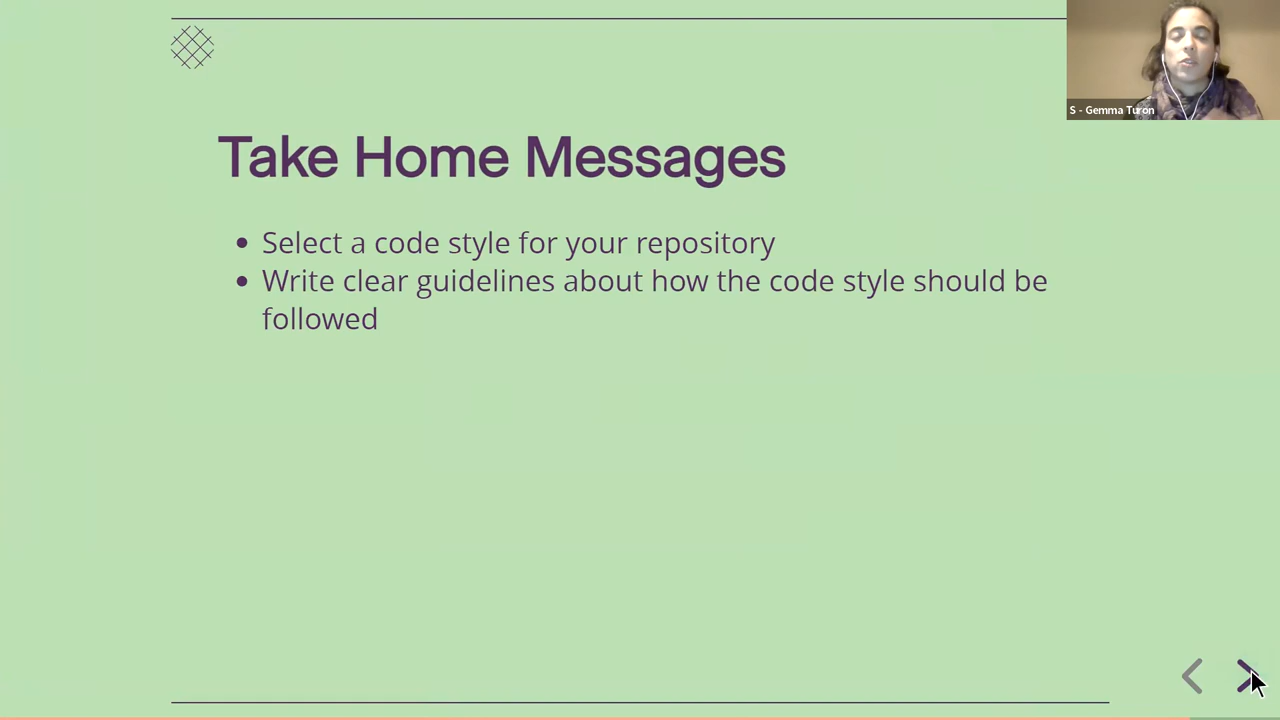 S - Gemma Turon
Take Home Messages
Select a code style for your repository
Write clear guidelines about how the code style should be
followed